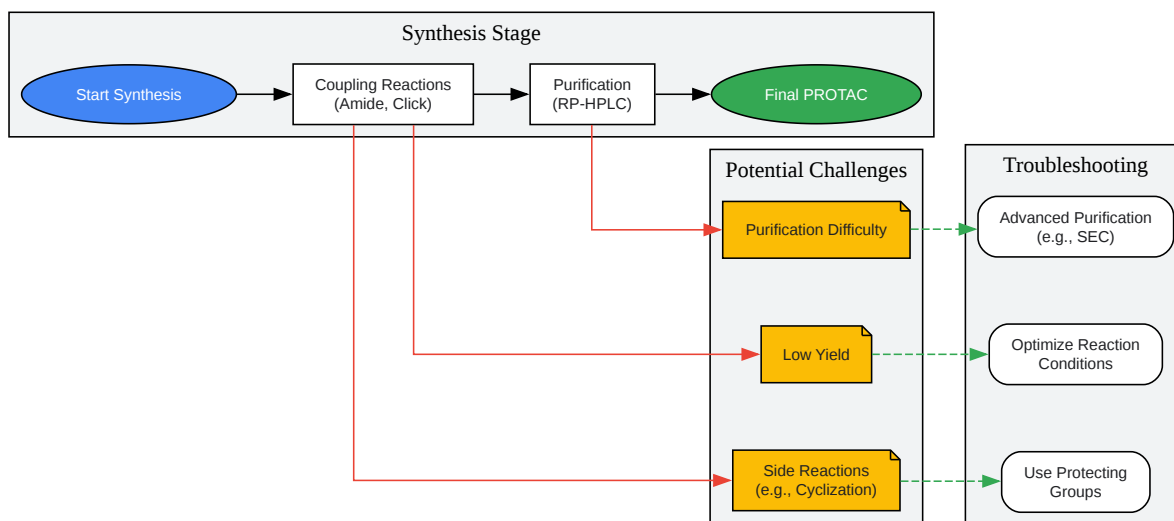 Synthesis Stage
Start Synthesis
Coupling Reactions
(Amide, Click)
Purification
(RP-HPLC)
Final PROTAC
Potential Challenges
Purification Difficulty
Low Yield
Side Reactions
(e.g., Cyclization)
Troubleshooting
Advanced Purification
(e.g., SEC)
Optimize Reaction
Conditions
Use Protecting
Groups